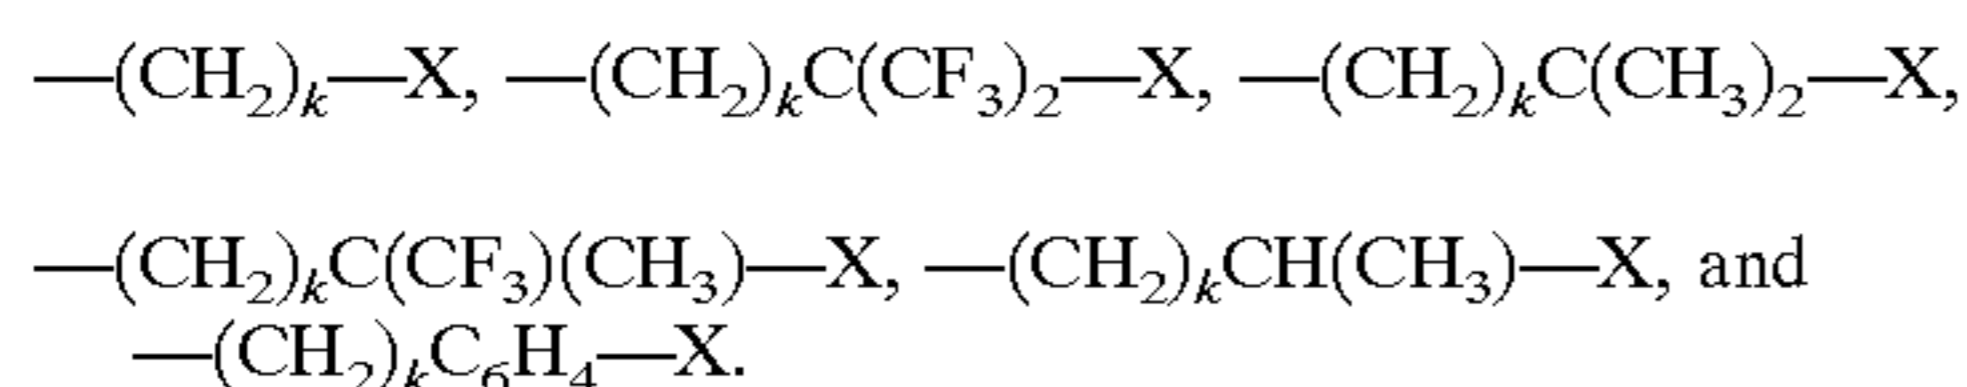 —(CH₂)ₖ—X, —(CH₂)ₖC(CF₃)₂—X, —(CH₂)ₖC(CH₃)₂—X,
—(CH₂)ₖC(CF₃)(CH₃)—X, —(CH₂)ₖCH(CH₃)—X, and
—(CH₂)ₖC₆H₄—X.